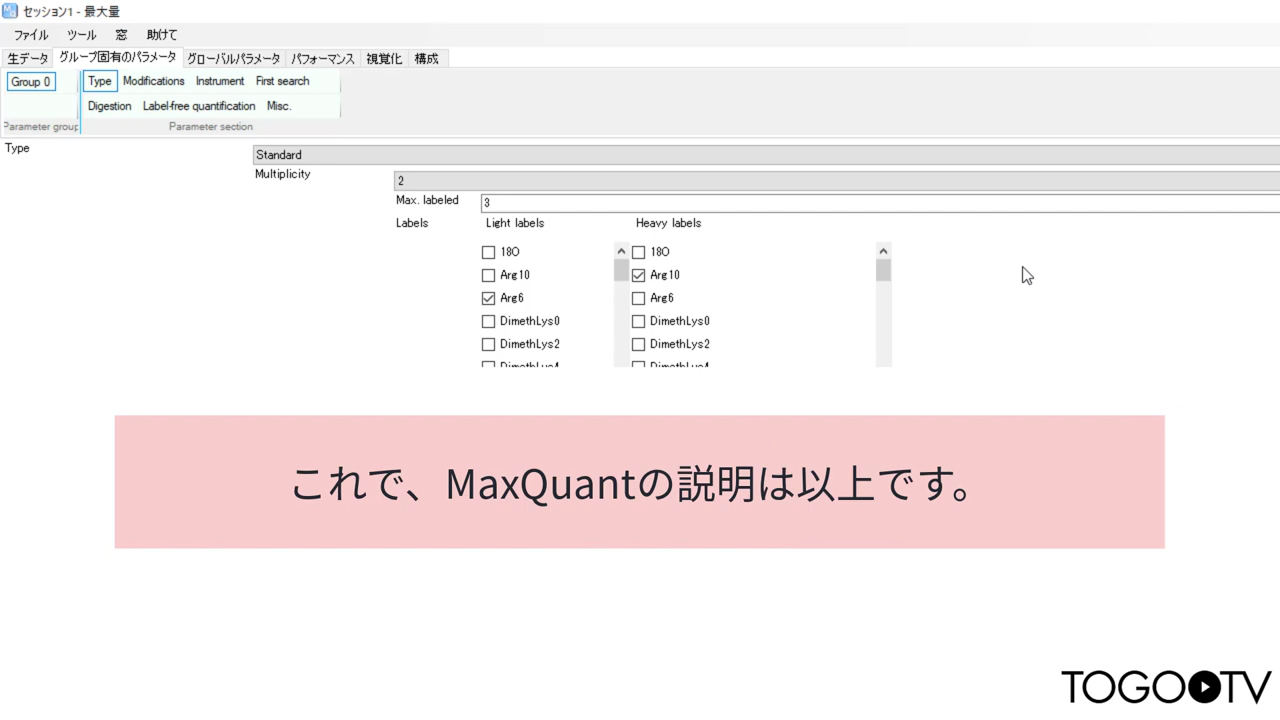 セッション1 - 最大量
ファイル ツール 窓 助けて
生データ グループ固有のパラメータ グローバルパラメータ パフォーマンス 視覚化 構成
Group 0 Type Modifications Instrument First search
Digestion Label-free quantification Misc.
Parameter group Parameter section
Type
Standard
Multiplicity
2
Max. labeled 3
Labels Light labels Heavy labels
18O 18O
Arg10 Arg10
Arg6 Arg6
DimethLys0 DimethLys0
DimethLys2 DimethLys2
DimethLys4 DimethLys4
これで、MaxQuantの説明は以上です。
TOGOTV